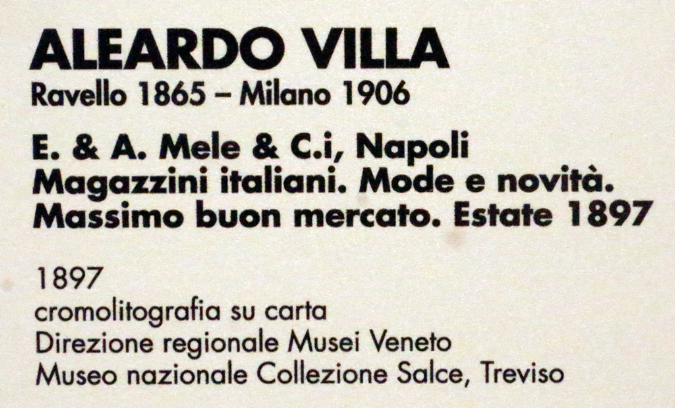 ALEARDO VILLA
Ravello 1865 – Milano 1906
E. & A. Mele & C.i, Napoli
Magazzini italiani. Mode e novità.
Massimo buon mercato. Estate 1897
1897
cromolitografia su carta
Direzione regionale Musei Veneto
Museo nazionale Collezione Salce, Treviso